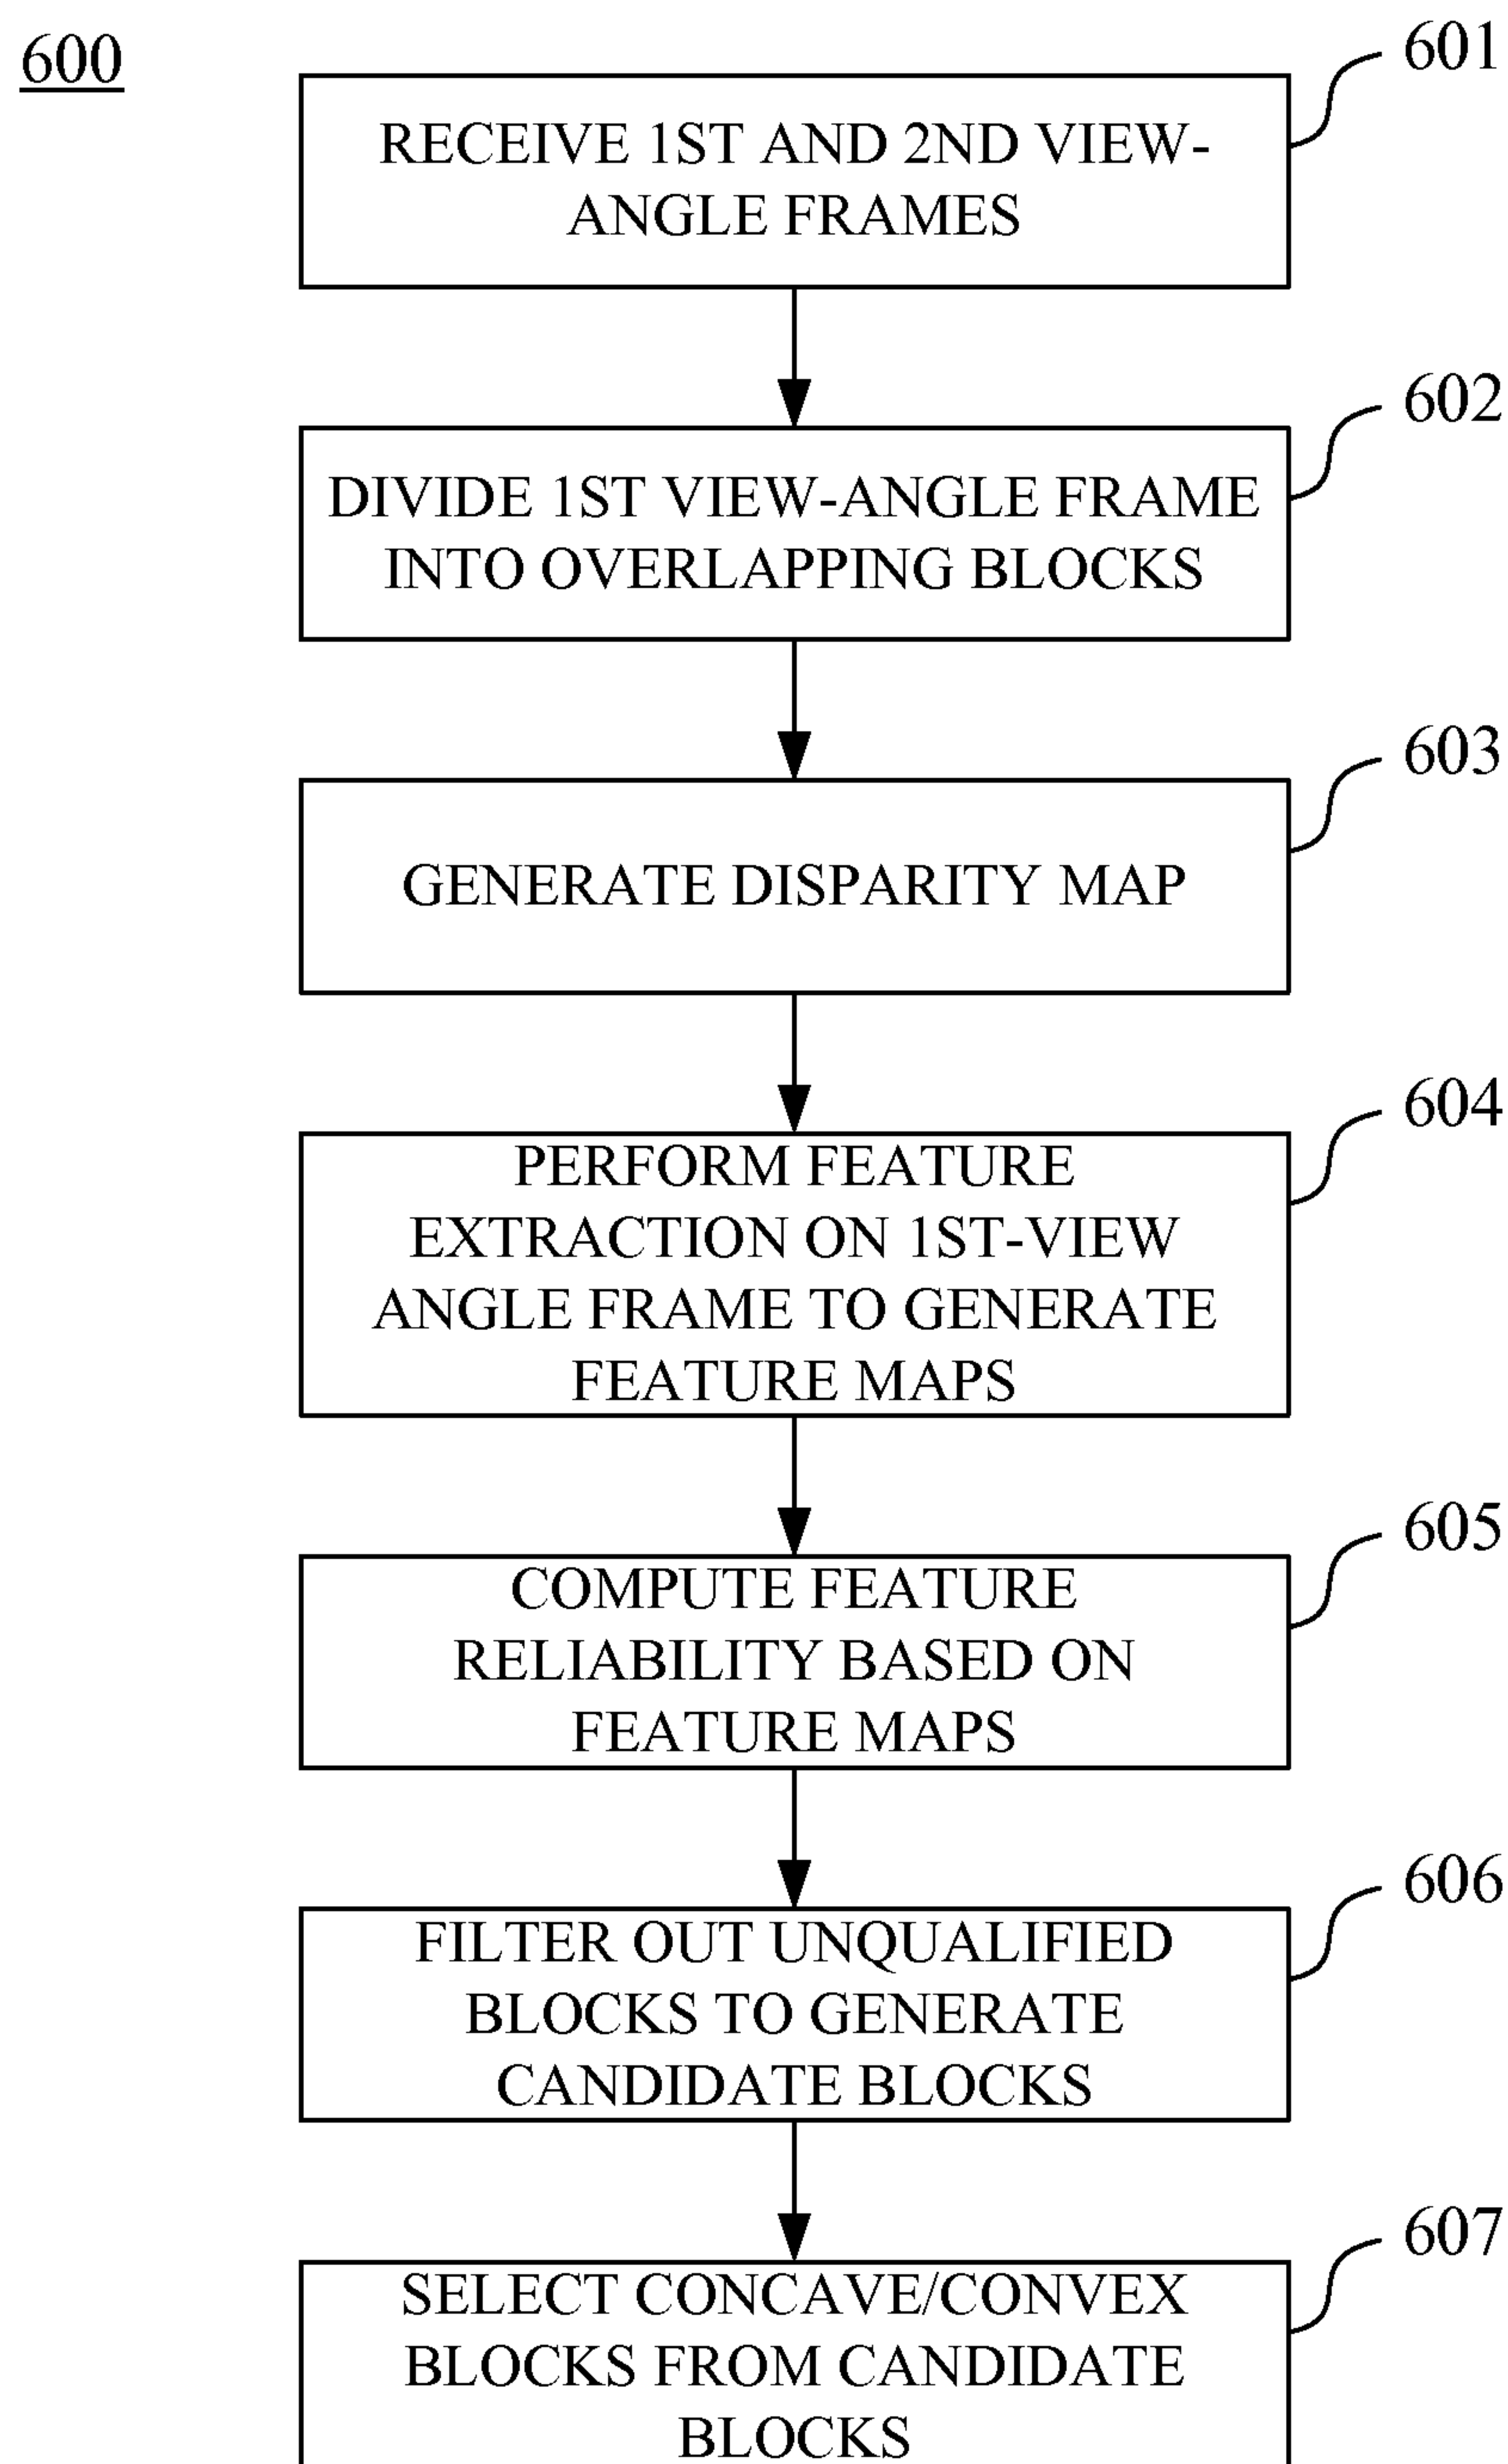 600
601
RECEIVE 1ST AND 2ND VIEW-
ANGLE FRAMES
602
DIVIDE 1ST VIEW-ANGLE FRAME
INTO OVERLAPPING BLOCKS
603
GENERATE DISPARITY MAP
604
PERFORM FEATURE
EXTRACTION ON 1ST-VIEW
ANGLE FRAME TO GENERATE
FEATURE MAPS
605
COMPUTE FEATURE
RELIABILITY BASED ON
FEATURE MAPS
606
FILTER OUT UNQUALIFIED
BLOCKS TO GENERATE
CANDIDATE BLOCKS
607
SELECT CONCAVE/CONVEX
BLOCKS FROM CANDIDATE
BLOCKS